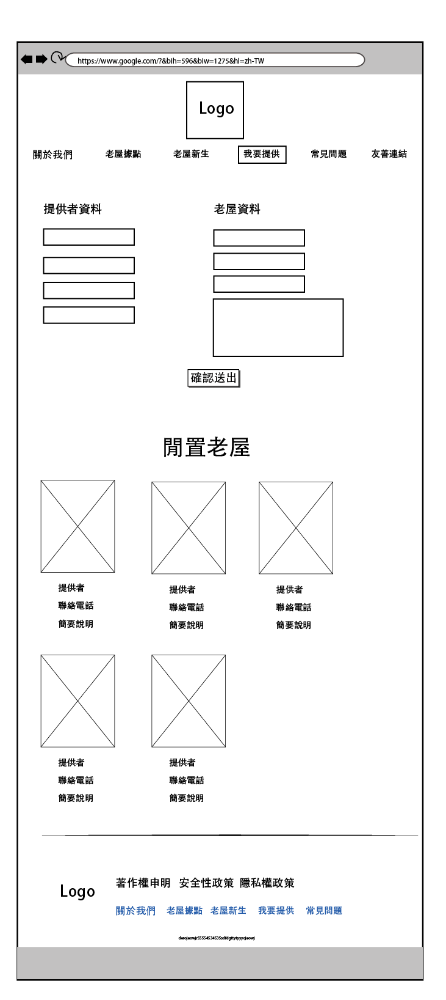 https://www.google.com/?&bih=596&biw=1275&hl=zh-TW
Logo
關於我們 老屋據點 老屋新生 我要提供 常見問題 友善連結
提供者資料 老屋資料
確認送出
閒置老屋
提供者 提供者 提供者
聯絡電話 聯絡電話 聯絡電話
簡要說明 簡要說明 簡要說明
提供者 提供者
聯絡電話 聯絡電話
簡要說明 簡要說明
Logo
著作權申明 安全性政策 隱私權政策
關於我們 老屋據點 老屋新生 我要提供 常見問題